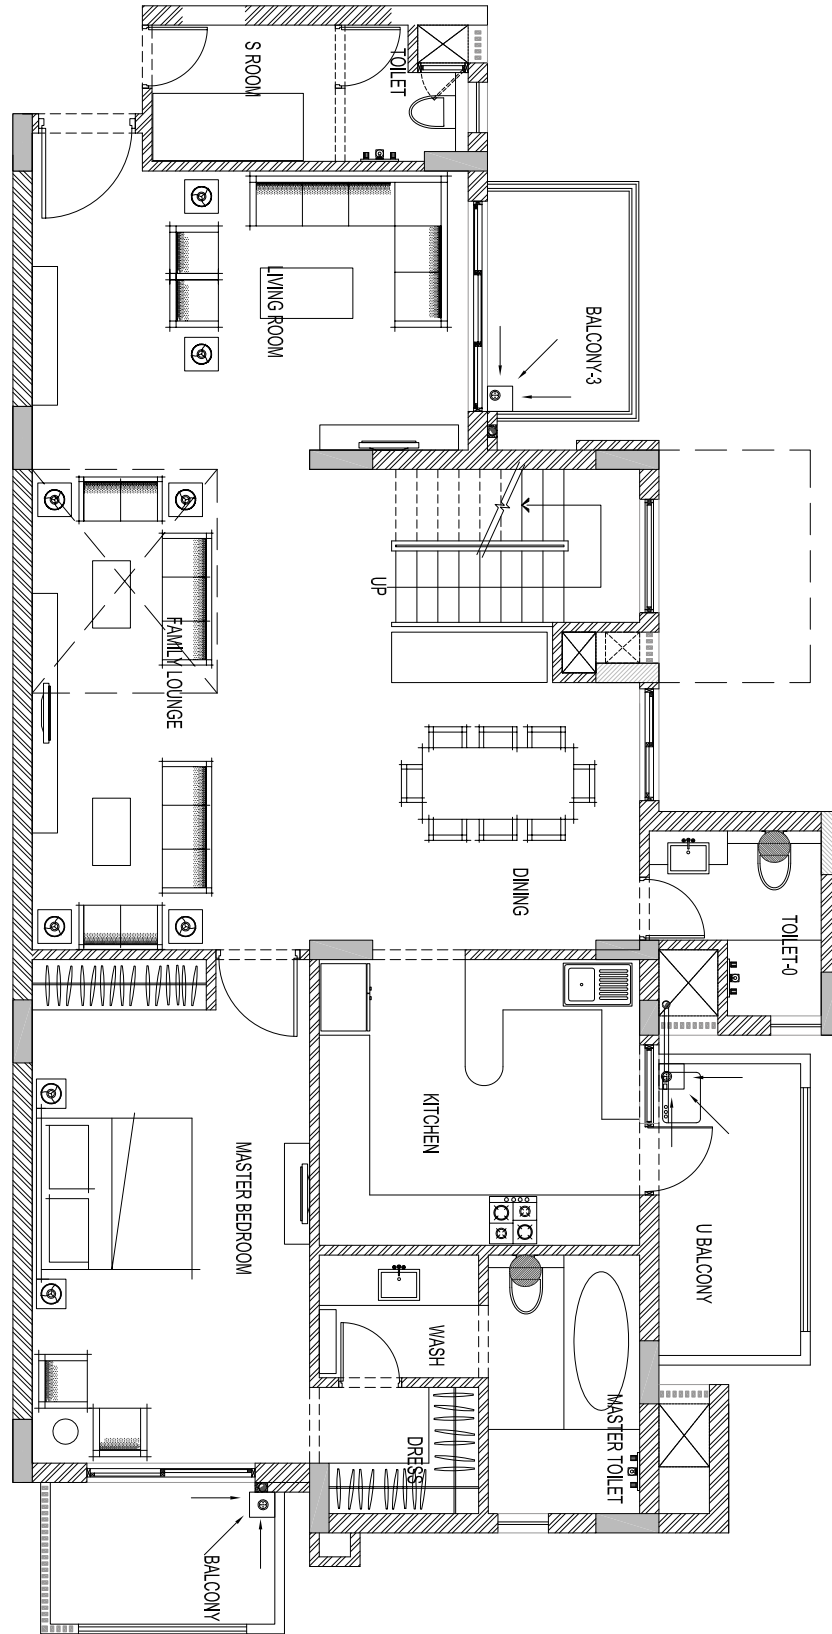 S ROOM
TOILET
LIVING ROOM
BALCONY-3
UP
FAMILY LOUNGE
DINING
TOILET-0
KITCHEN
MASTER BEDROOM
U BALCONY
WASH
MASTER TOILET
DRESS
BALCONY